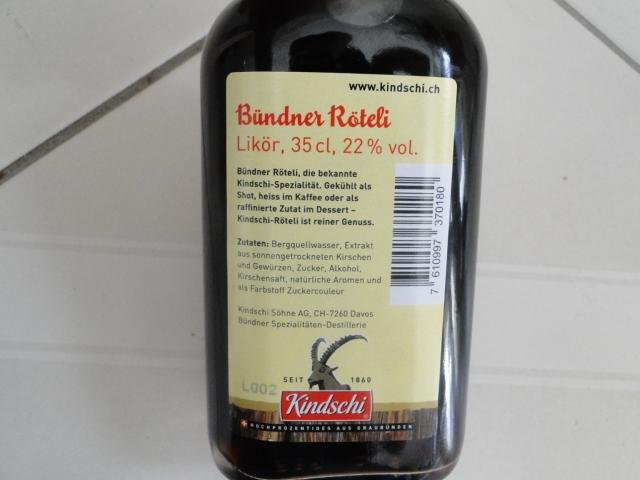 www.kindschi.ch
Bündner Röteli
Likör, 35 cl, 22 % vol.
Bündner Röteli, die bekannte
Kindschi-Spezialität. Gekühlt als
Shot, heiss im Kaffee oder als
raffinierte Zutat im Dessert –
Kindschi-Röteli ist reiner Genuss.
Zutaten: Bergquellwasser, Extrakt
aus sonnengetrockneten Kirschen
und Gewürzen, Zucker, Alkohol,
Kirschensaft, natürliche Aromen und
als Farbstoff Zuckercouleur
Kindschi Söhne AG, CH-7260 Davos
Bündner Spezialitäten-Destillerie
7 610997 370180
L002
SEIT 1860
Kindschi
HOCHPROZENTIGES AUS GRAUBÜNDEN